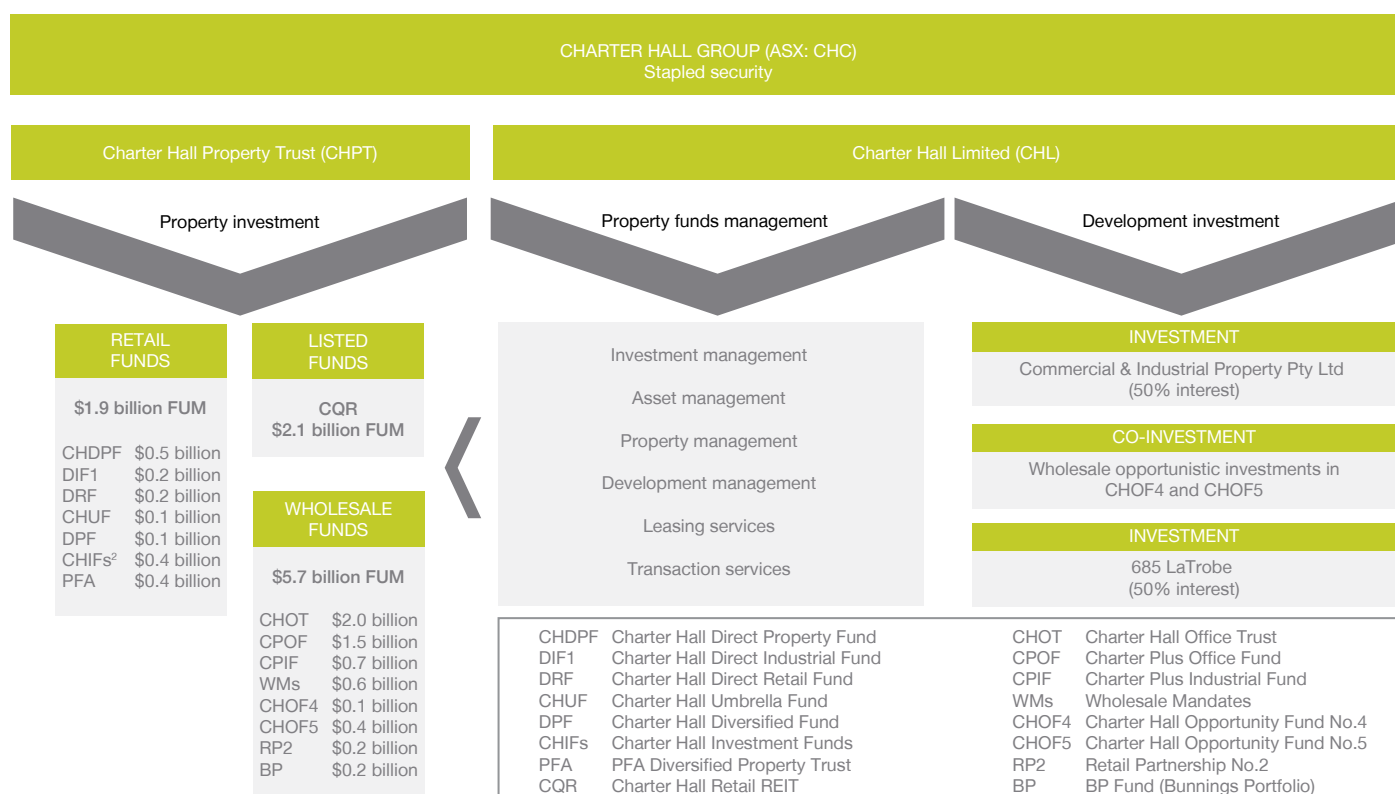 CHARTER HALL GROUP (ASX: CHC)
Stapled security
Charter Hall Property Trust (CHPT)
Charter Hall Limited (CHL)
Property investment
Property funds management
Development investment
RETAIL
FUNDS
$1.9 billion FUM
CHDPF $0.5 billion
DIF1 $0.2 billion
DRF $0.2 billion
CHUF $0.1 billion
DPF $0.1 billion
CHIFs² $0.4 billion
PFA $0.4 billion
LISTED
FUNDS
CQR
$2.1 billion FUM
WHOLESALE
FUNDS
$5.7 billion FUM
CHOT $2.0 billion
CPOF $1.5 billion
CPIF $0.7 billion
WMs $0.6 billion
CHOF4 $0.1 billion
CHOF5 $0.4 billion
RP2 $0.2 billion
BP $0.2 billion
Investment management
Asset management
Property management
Development management
Leasing services
Transaction services
INVESTMENT
Commercial & Industrial Property Pty Ltd
(50% interest)
CO-INVESTMENT
Wholesale opportunistic investments in
CHOF4 and CHOF5
INVESTMENT
685 LaTrobe
(50% interest)
CHDPF Charter Hall Direct Property Fund
DIF1 Charter Hall Direct Industrial Fund
DRF Charter Hall Direct Retail Fund
CHUF Charter Hall Umbrella Fund
DPF Charter Hall Diversified Fund
CHIFs Charter Hall Investment Funds
PFA PFA Diversified Property Trust
CQR Charter Hall Retail REIT
CHOT Charter Hall Office Trust
CPOF Charter Plus Office Fund
CPIF Charter Plus Industrial Fund
WMs Wholesale Mandates
CHOF4 Charter Hall Opportunity Fund No.4
CHOF5 Charter Hall Opportunity Fund No.5
RP2 Retail Partnership No.2
BP BP Fund (Bunnings Portfolio)